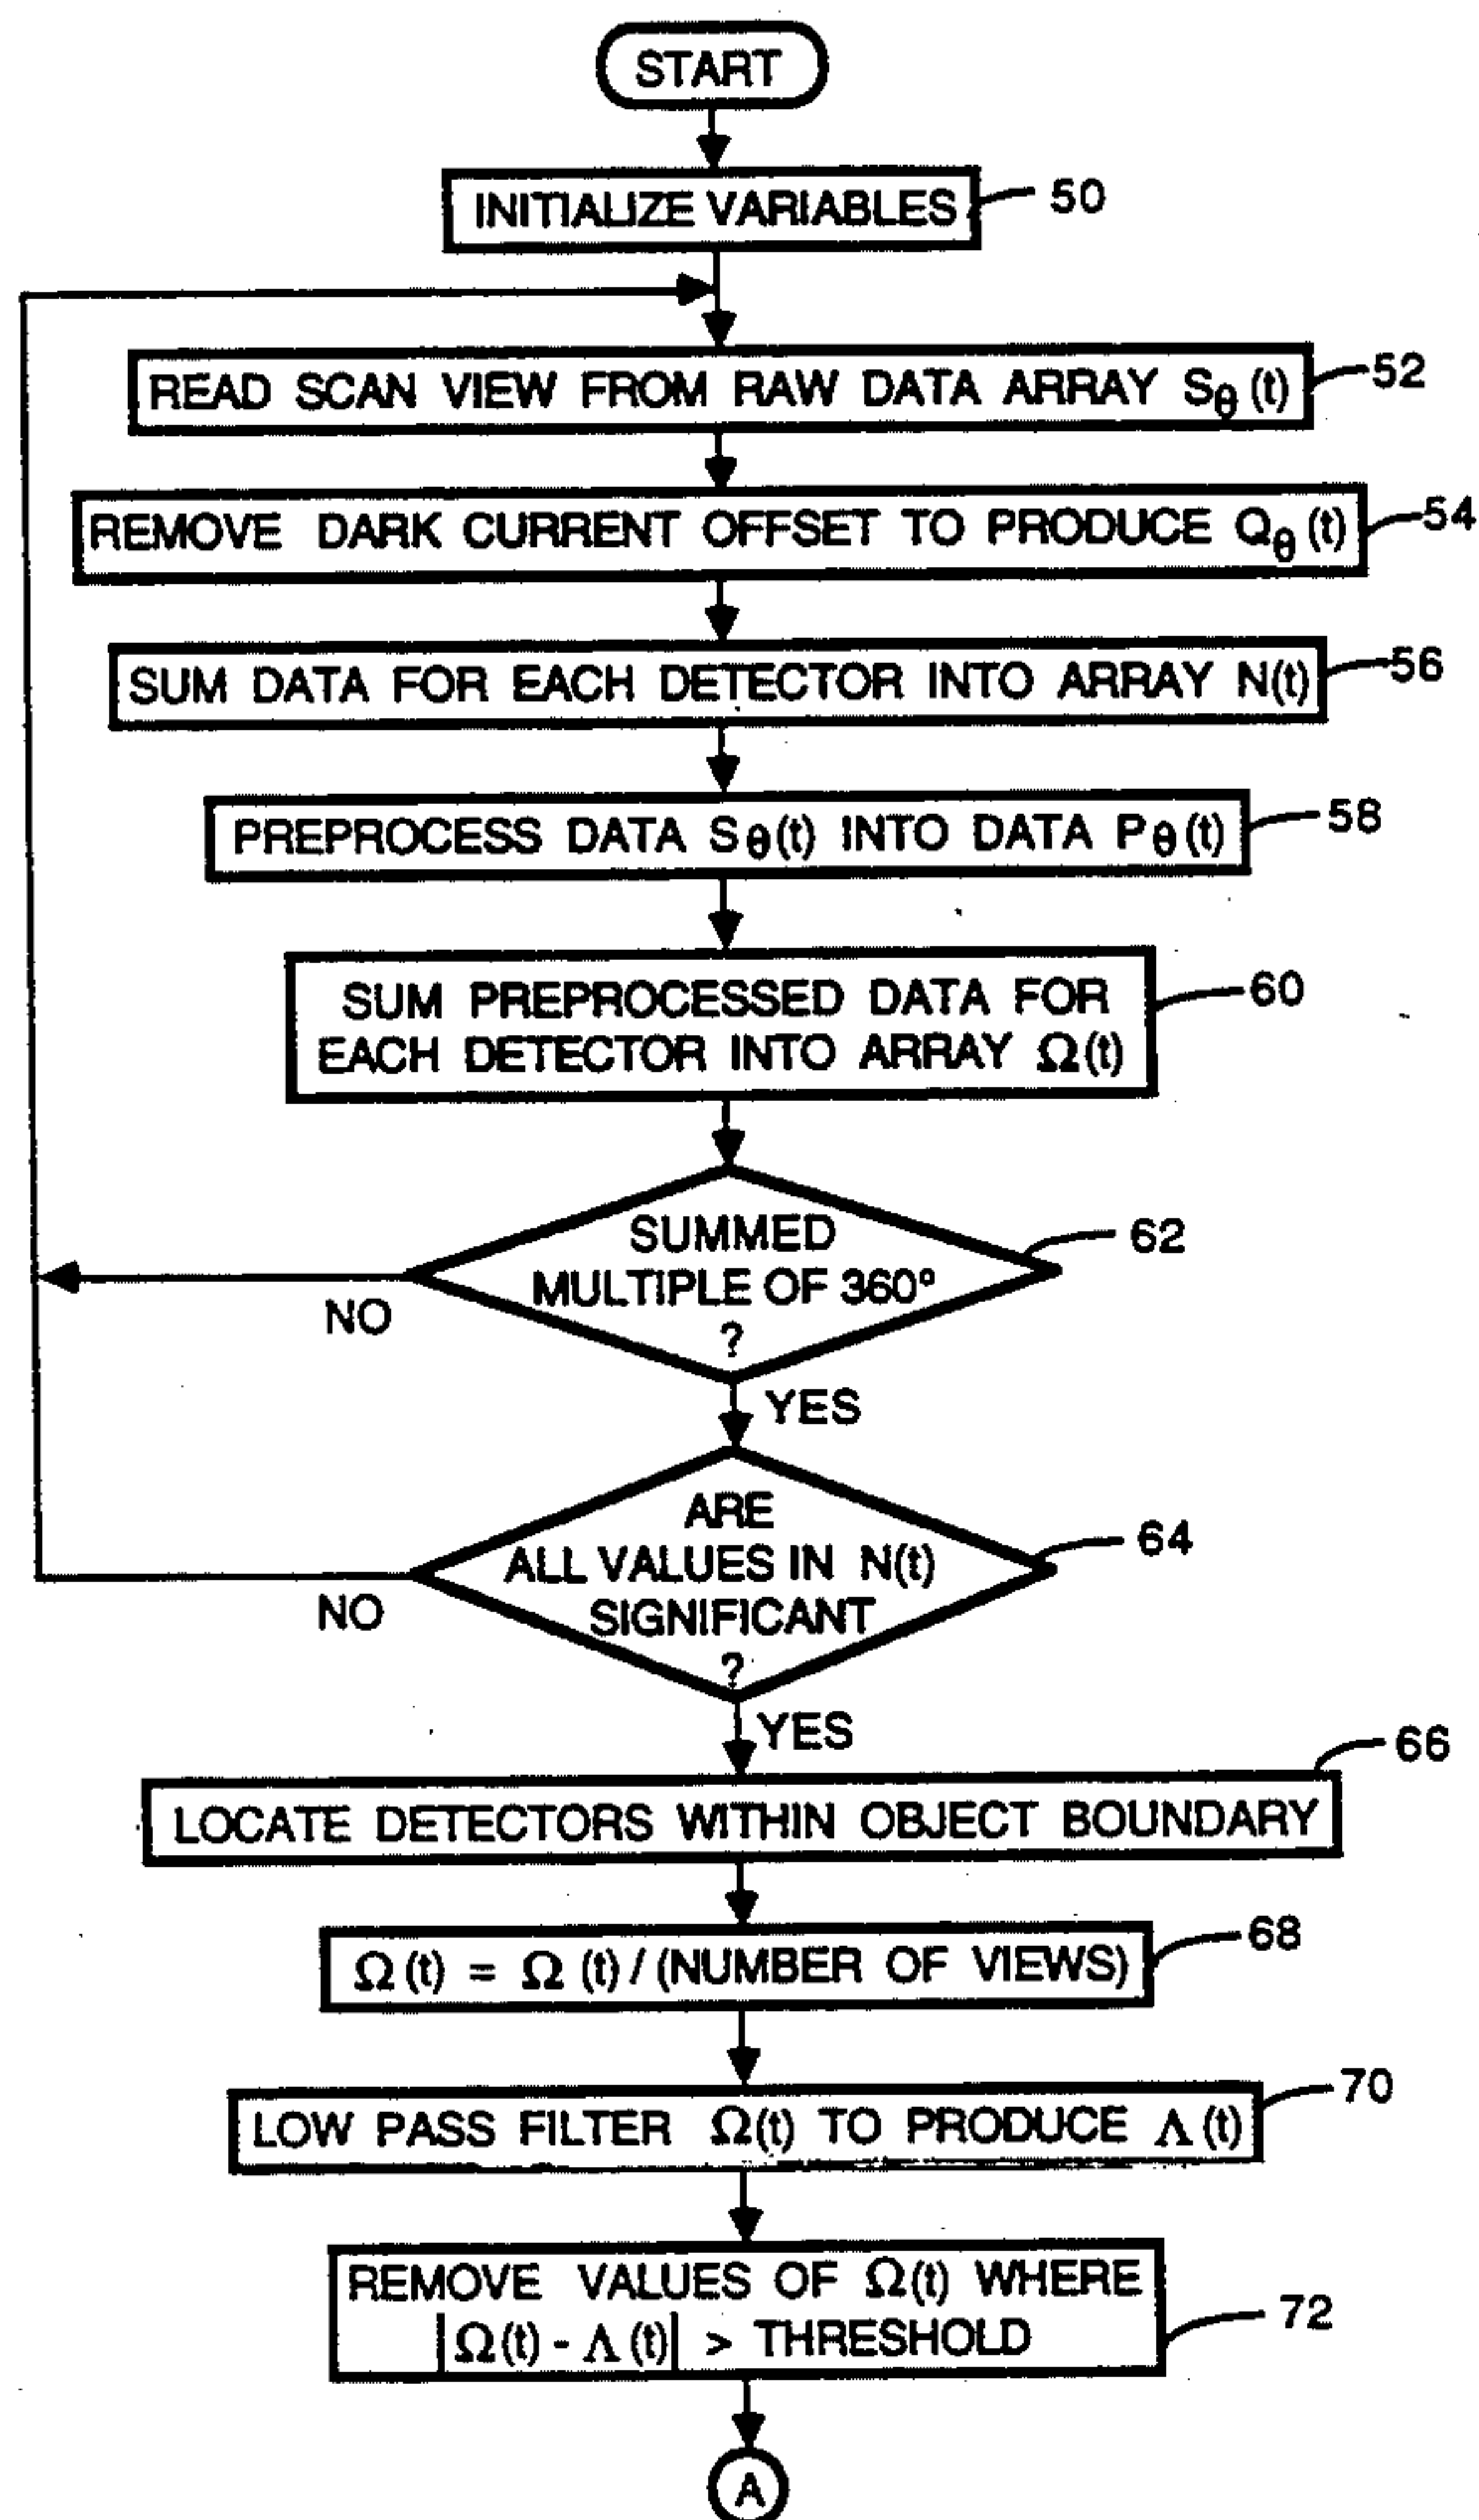 START
INITIALIZE VARIABLES
50
READ SCAN VIEW FROM RAW DATA ARRAY Sθ (t)
52
REMOVE DARK CURRENT OFFSET TO PRODUCE Qθ (t)
54
SUM DATA FOR EACH DETECTOR INTO ARRAY N(t)
56
PREPROCESS DATA Sθ(t) INTO DATA Pθ(t)
58
SUM PREPROCESSED DATA FOR
EACH DETECTOR INTO ARRAY Ω(t)
60
SUMMED
MULTIPLE OF 360º
?
62
NO
YES
ARE
ALL VALUES IN N(t)
SIGNIFICANT
?
64
NO
YES
66
LOCATE DETECTORS WITHIN OBJECT BOUNDARY
Ω(t) = Ω (t)/(NUMBER OF VIEWS)
68
LOW PASS FILTER Ω(t) TO PRODUCE Λ(t)
70
REMOVE VALUES OF Ω(t) WHERE
|Ω(t) - Λ(t)| > THRESHOLD
72
A